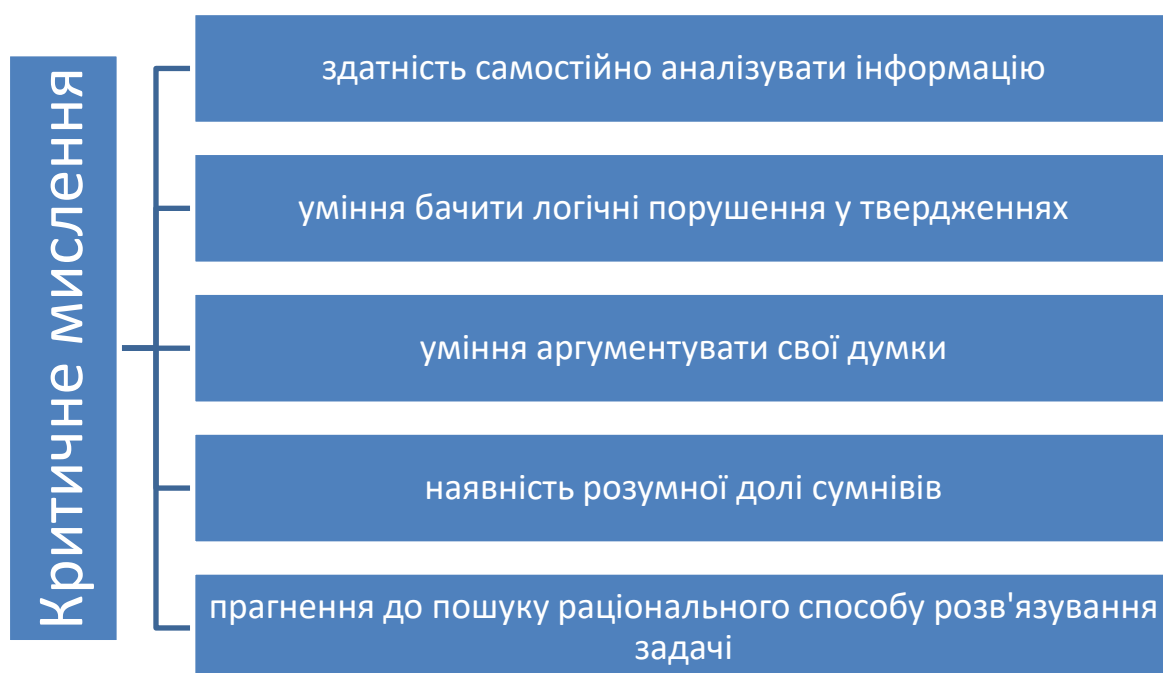 Критичне мислення
здатність самостійно аналізувати інформацію
уміння бачити логічні порушення у твердженнях
уміння аргументувати свої думки
наявність розумної долі сумнівів
прагнення до пошуку раціонального способу розв'язування
задачі